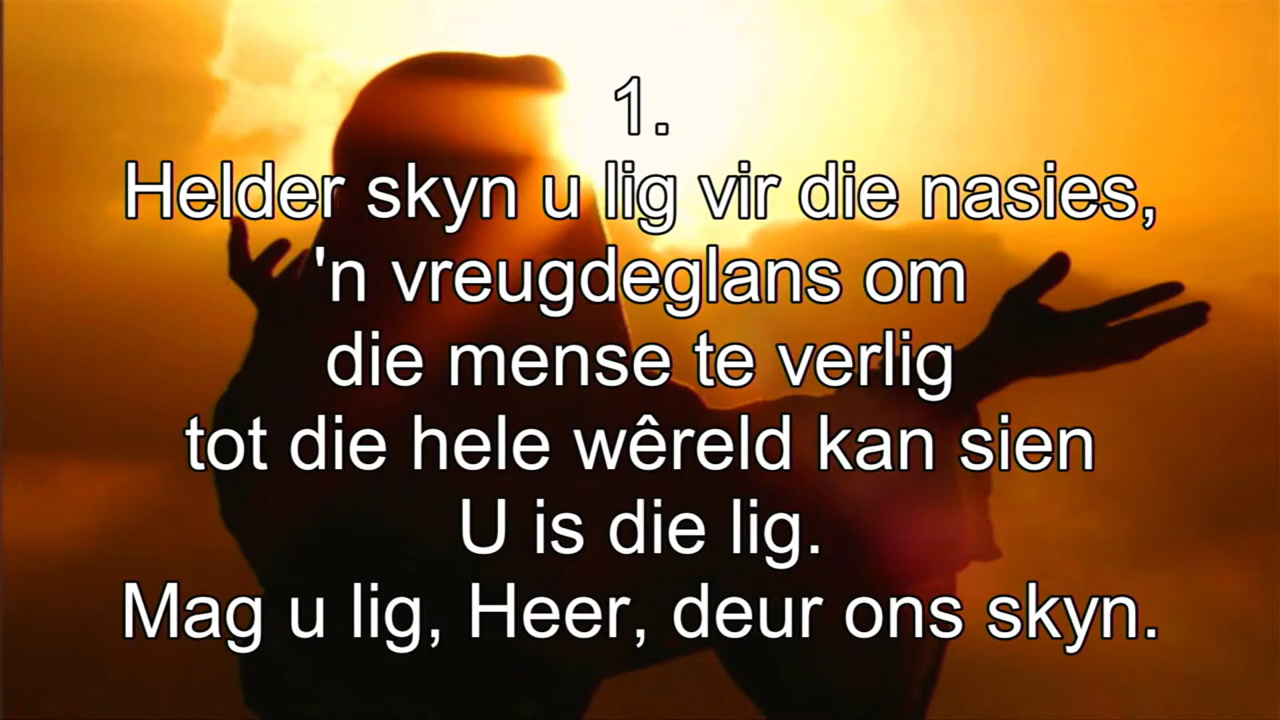 1.
Helder skyn u lig vir die nasies,
'n vreugdeglans om
die mense te verlig
tot die hele wêreld kan sien
U is die lig.
Mag u lig, Heer, deur ons skyn.